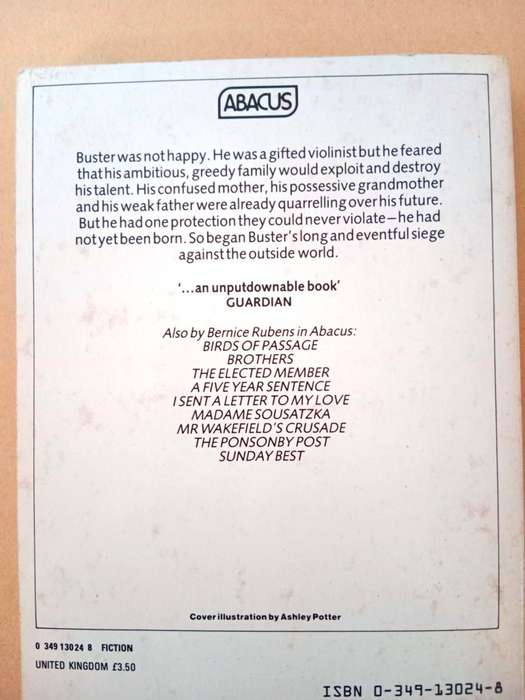 ABACUS
Buster was not happy. He was a gifted violinist but he feared
that his ambitious, greedy family would exploit and destroy
his talent. His confused mother, his possessive grandmother
and his weak father were already quarrelling over his future.
But he had one protection they could never violate – he had
not yet been born. So began Buster's long and eventful siege
against the outside world.
'...an unputdownable book'
GUARDIAN
Also by Bernice Rubens in Abacus:
BIRDS OF PASSAGE
BROTHERS
THE ELECTED MEMBER
A FIVE YEAR SENTENCE
I SENT A LETTER TO MY LOVE
MADAME SOUSATZKA
MR WAKEFIELD'S CRUSADE
THE PONSONBY POST
SUNDAY BEST
Cover illustration by Ashley Potter
0 349 13024 8 FICTION
UNITED KINGDOM £3.50
ISBN 0-349-13024-8